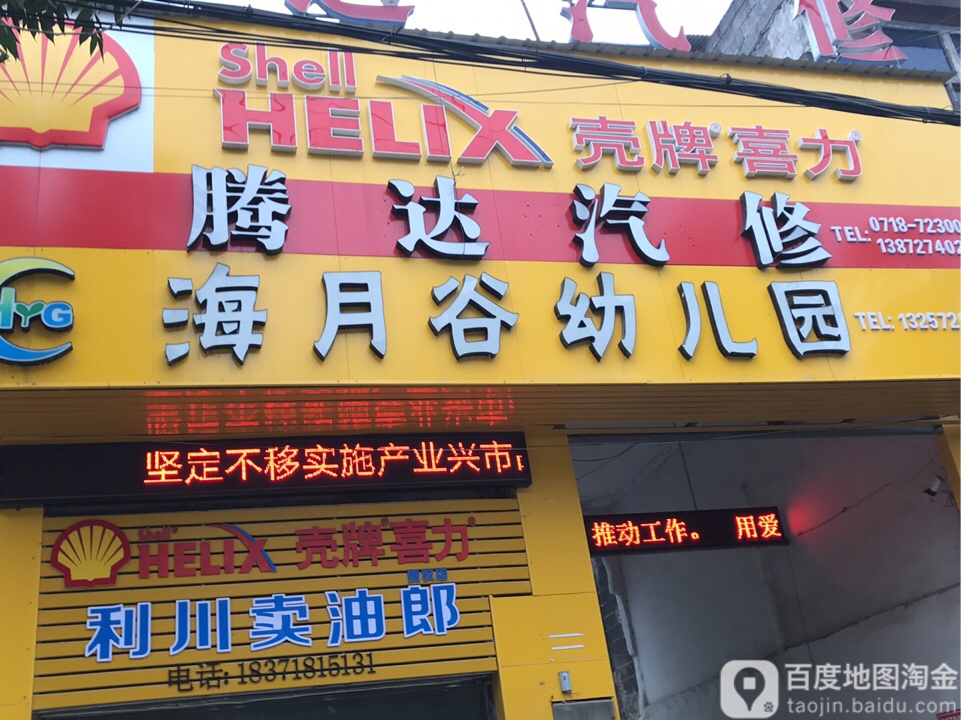 汽修
Shell
HELIX 壳牌® 喜力®
腾达汽修
TEL: 0718-72300
138727402
HYG
海月谷幼儿园
TEL: 132572
坚定不移实施产业兴市
推动工作。 用爱
Shell
HELIX 壳牌®喜力®
利川卖油郎
电话: 18371815131
百度地图淘金
taojin.baidu.com